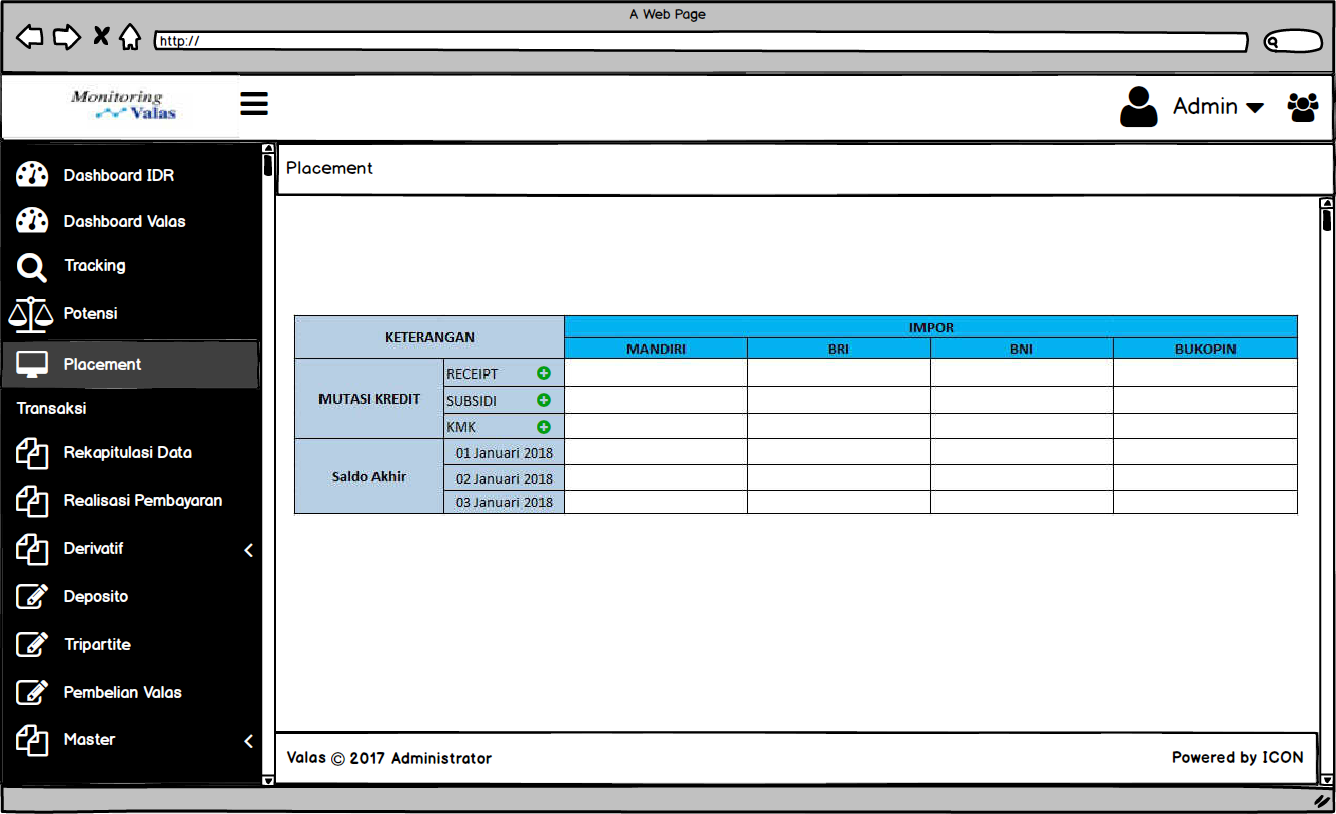 A Web Page
http://
Monitoring
Valas
Admin
Dashboard IDR
Dashboard Valas
Tracking
Potensi
Placement
Transaksi
Rekapitulasi Data
Realisasi Pembayaran
Derivatif
Deposito
Tripartite
Pembelian Valas
Master
Placement
KETERANGAN
IMPOR
MANDIRI BRI BNI BUKOPIN
MUTASI KREDIT
RECEIPT
SUBSIDI
KMK
Saldo Akhir
01 Januari 2018
02 Januari 2018
03 Januari 2018
Valas © 2017 Administrator
Powered by ICON